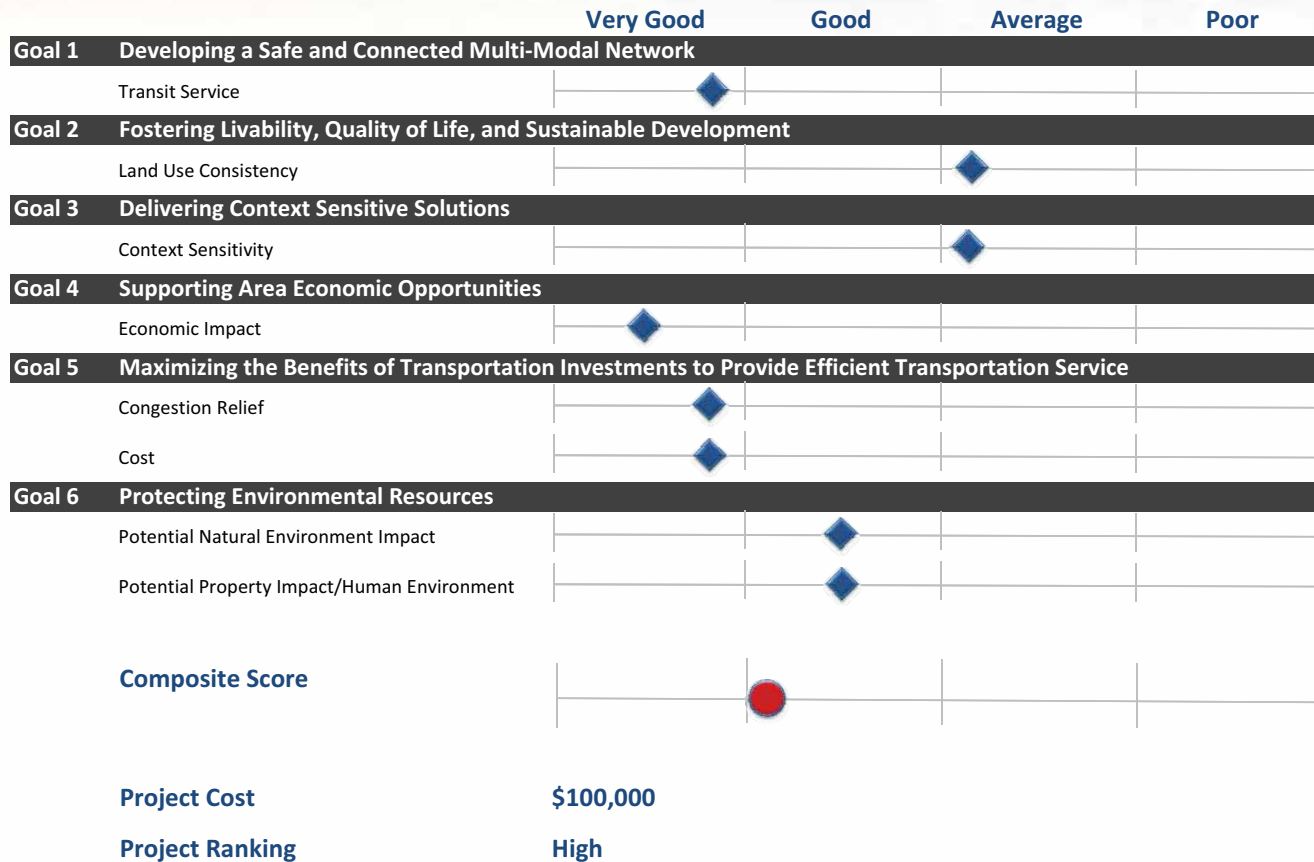 Very Good Good Average Poor
Goal 1 Developing a Safe and Connected Multi-Modal Network
Transit Service
Goal 2 Fostering Livability, Quality of Life, and Sustainable Development
Land Use Consistency
Goal 3 Delivering Context Sensitive Solutions
Context Sensitivity
Goal 4 Supporting Area Economic Opportunities
Economic Impact
Goal 5 Maximizing the Benefits of Transportation Investments to Provide Efficient Transportation Service
Congestion Relief
Cost
Goal 6 Protecting Environmental Resources
Potential Natural Environment Impact
Potential Property Impact/Human Environment
Composite Score
Project Cost $100,000
Project Ranking High